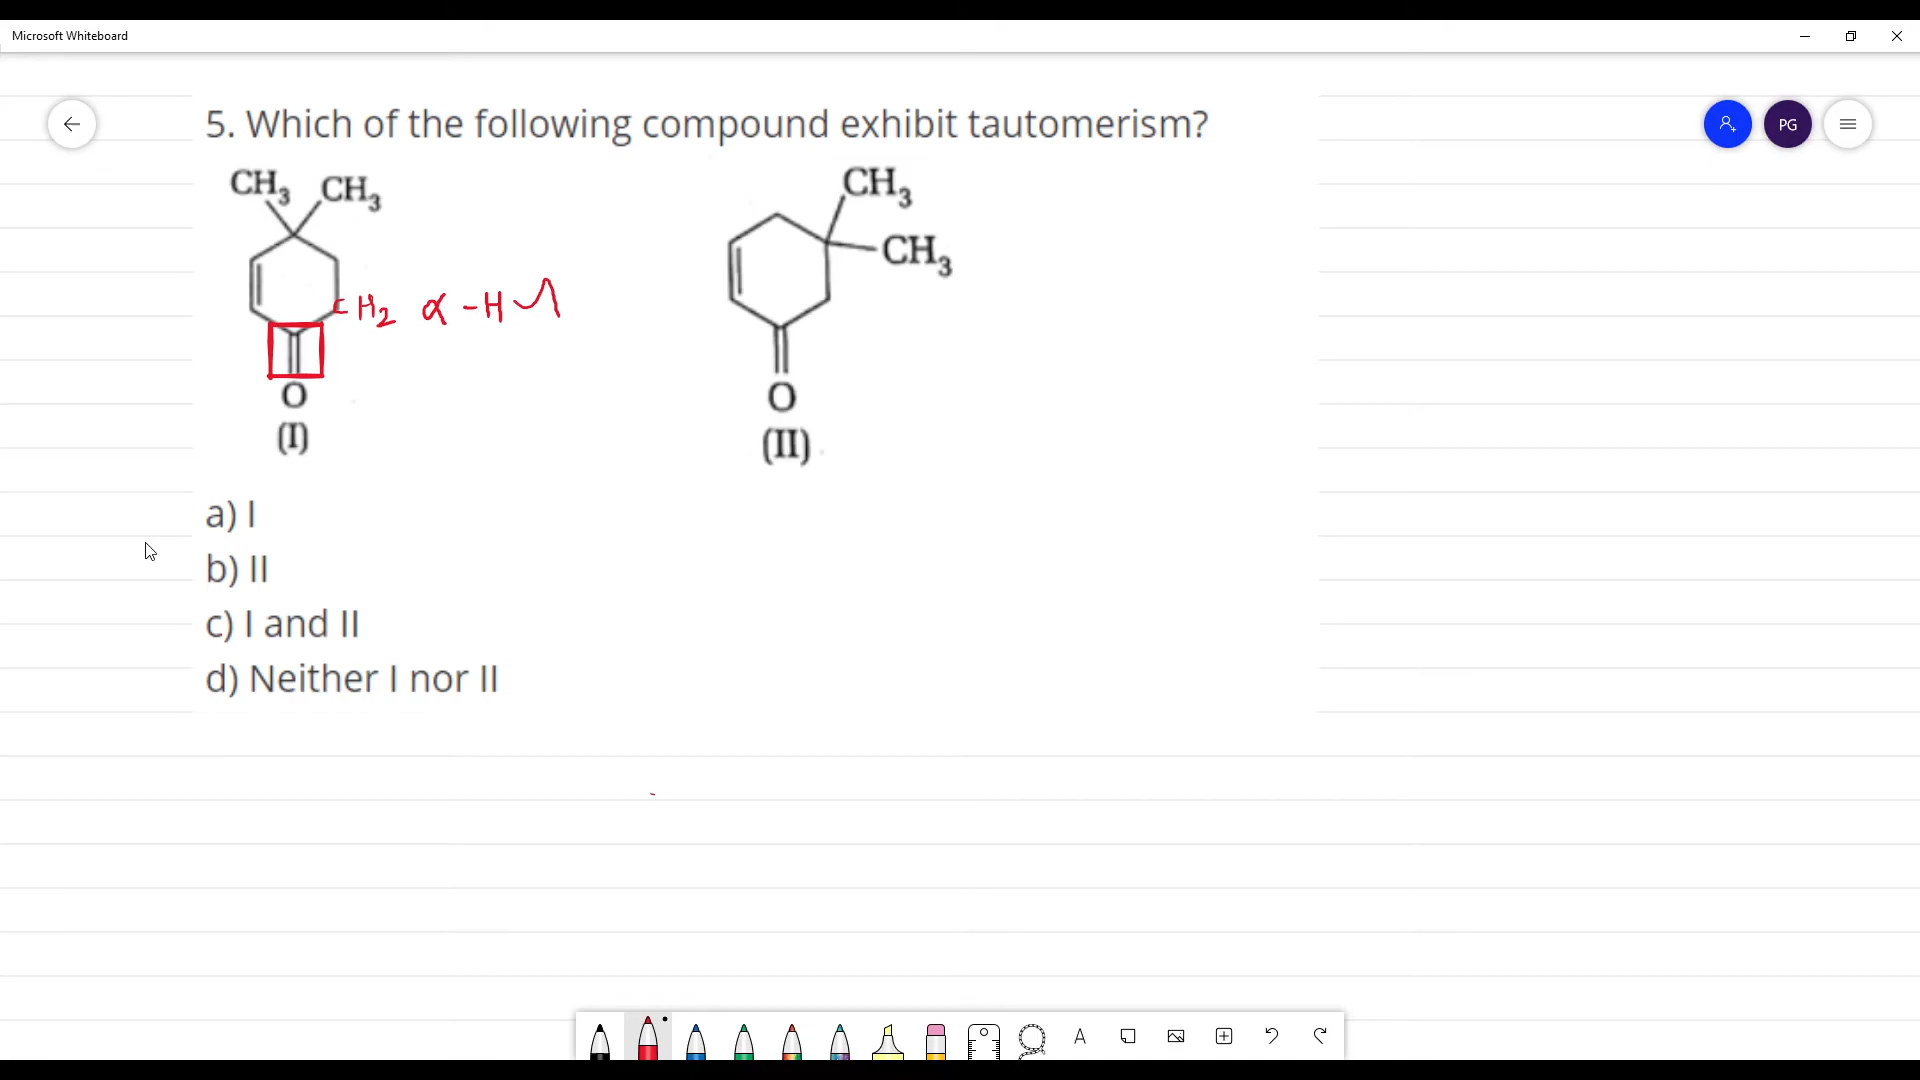 Microsoft Whiteboard
PG
5. Which of the following compound exhibit tautomerism?
CH3 CH3
CH2 α-H
O
(I)
CH3
CH3
O
(II)
a) I
b) II
c) I and II
d) Neither I nor II
A